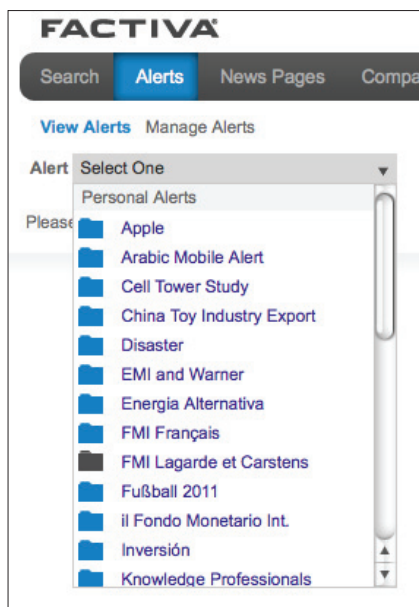 FACTIVA®
Search Alerts News Pages Compa
View Alerts Manage Alerts
Alert Select One
Personal Alerts
Please
Apple
Arabic Mobile Alert
Cell Tower Study
China Toy Industry Export
Disaster
EMI and Warner
Energia Alternativa
FMI Français
FMI Lagarde et Carstens
Fußball 2011
il Fondo Monetario Int.
Inversión
Knowledge Professionals